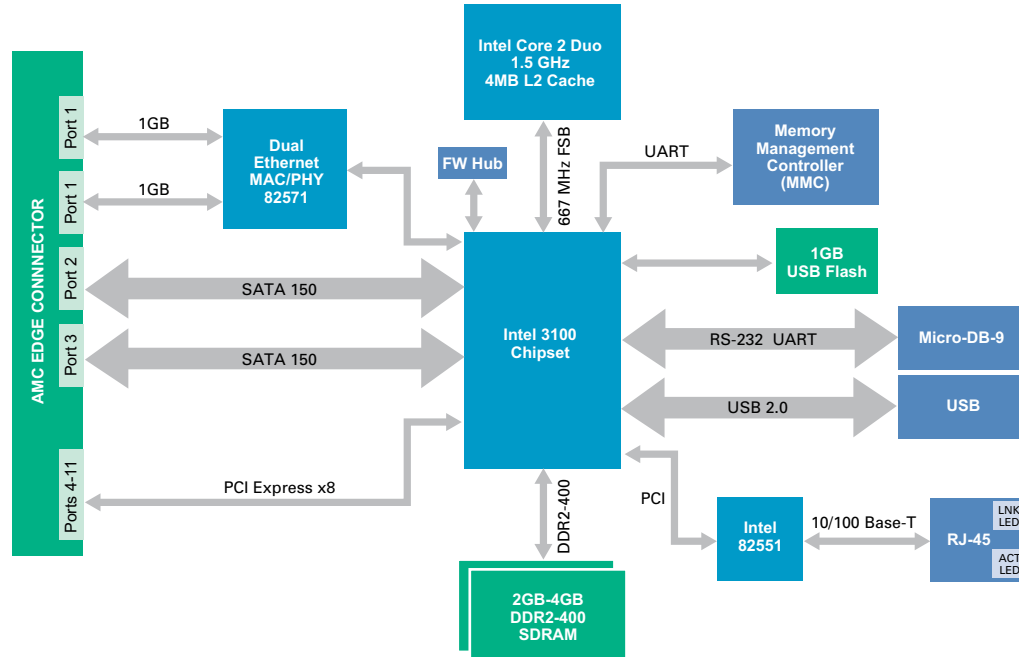 Intel Core 2 Duo
1.5 GHz
4MB L2 Cache
AMC EDGE CONNNECTOR
Port 1
1GB
Port 1
1GB
Port 2
SATA 150
Port 3
SATA 150
Ports 4-11
PCI Express x8
Dual
Ethernet
MAC/PHY
82571
FW Hub
667 MHz FSB
UART
Memory
Management
Controller
(MMC)
1GB
USB Flash
Intel 3100
Chipset
RS-232 UART
Micro-DB-9
USB 2.0
USB
PCI
Intel
82551
10/100 Base-T
RJ-45
LNK
LED
ACT
LED
DDR2-400
2GB-4GB
DDR2-400
SDRAM